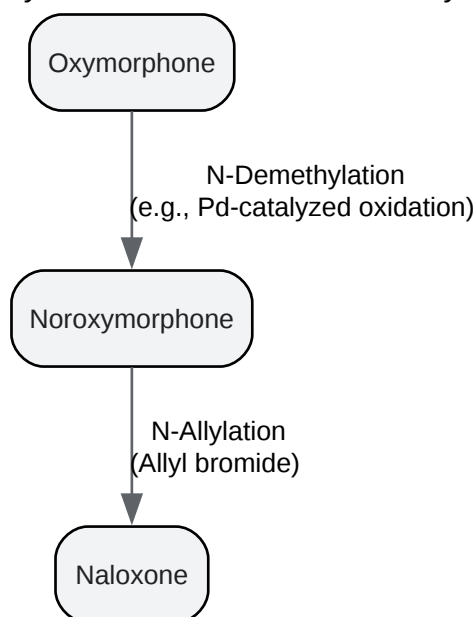 Oxymorphone
N-Demethylation
(e.g., Pd-catalyzed oxidation)
Noroxymorphone
N-Allylation
(Allyl bromide)
Naloxone